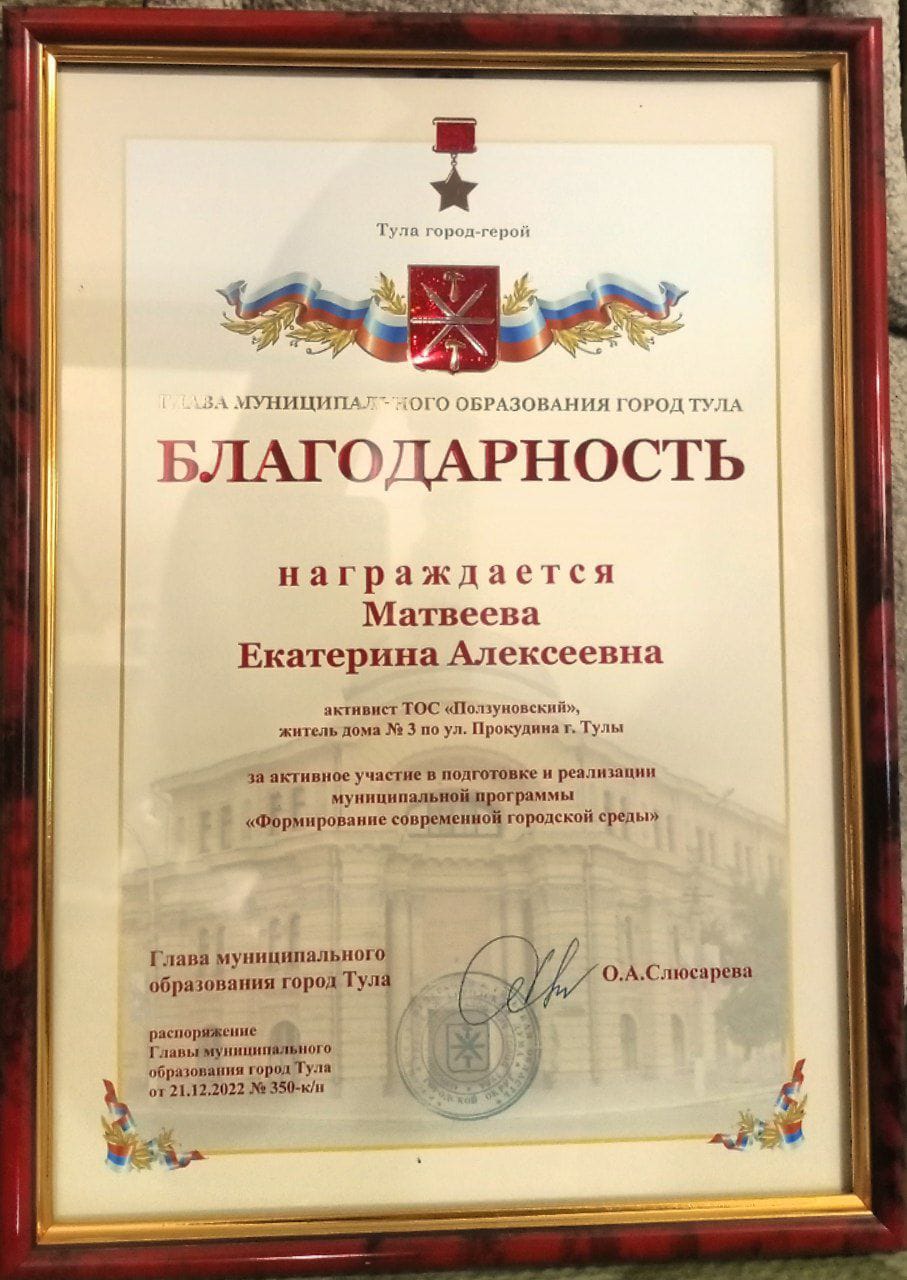 Тула город-герой
ГЛАВА МУНИЦИПАЛЬНОГО ОБРАЗОВАНИЯ ГОРОД ТУЛА
БЛАГОДАРНОСТЬ
награждается
Матвеева
Екатерина Алексеевна
активист ТОС «Ползуновский»,
житель дома № 3 по ул. Прокудина г. Тулы
за активное участие в подготовке и реализации
муниципальной программы
«Формирование современной городской среды»
Глава муниципального
образования город Тула
О.А.Слюсарева
распоряжение
Главы муниципального
образования город Тула
от 21.12.2022 № 350-к/н